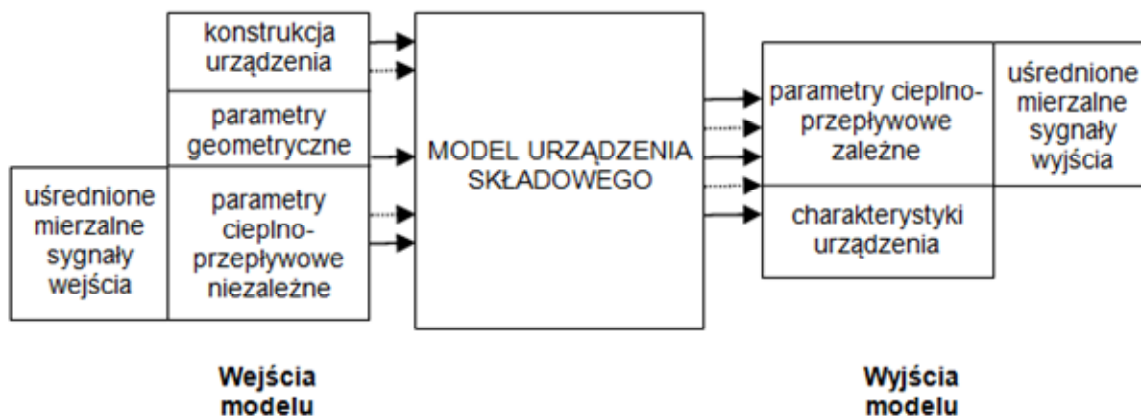 konstrukcja
urządzenia
parametry
geometryczne
uśrednione
mierzalne
sygnały
wejścia
parametry
cieplno-
przepływowe
niezależne
MODEL URZĄDZENIA
SKŁADOWEGO
parametry cieplno-
przepływowe
zależne
charakterystyki
urządzenia
uśrednione
mierzalne
sygnały
wyjścia
Wejścia
modelu
Wyjścia
modelu